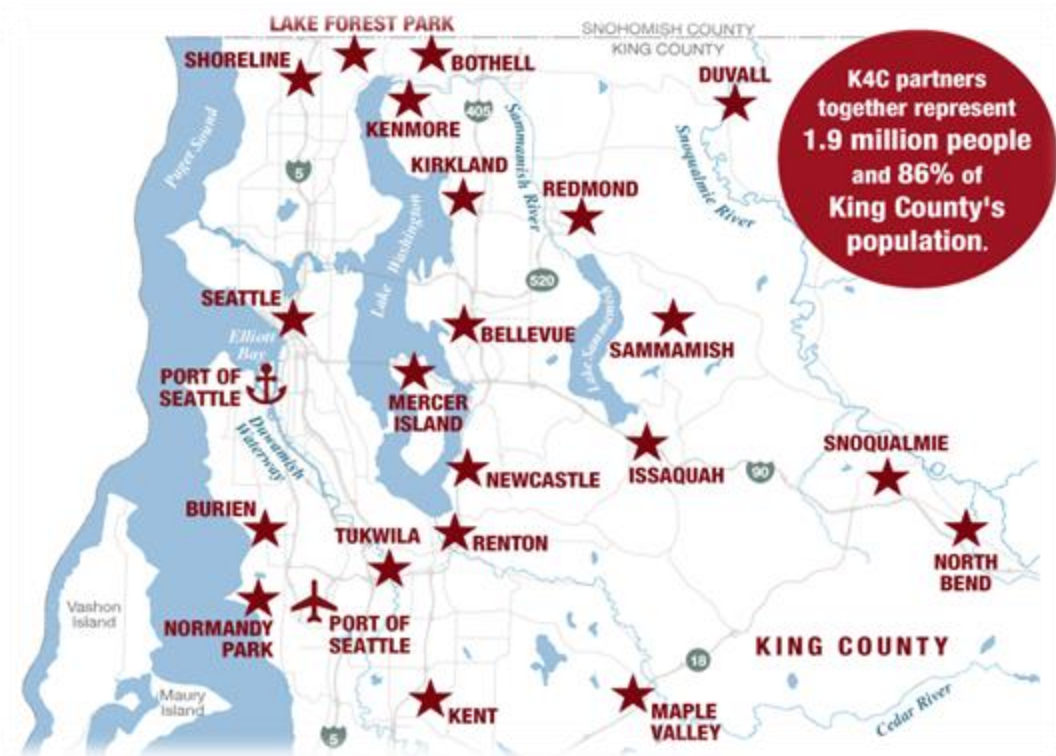 LAKE FOREST PARK
SNOHOMISH COUNTY
KING COUNTY
SHORELINE
BOTHELL
DUVALL
K4C partners
together represent
1.9 million people
and 86% of
King County's
population.
KENMORE
405
Puget Sound
Sammamish River
Snoqualmie River
5
KIRKLAND
REDMOND
Lake Washington
520
SEATTLE
Elliott
Bay
BELLEVUE
SAMMAMISH
Lake Sammamish
PORT OF
SEATTLE
MERCER
ISLAND
Duwamish
Waterway
NEWCASTLE
ISSAQUAH
90
SNOQUALMIE
BURIEN
TUKWILA
RENTON
NORTH
BEND
Vashon
Island
NORMANDY
PARK
PORT OF
SEATTLE
KING COUNTY
18
Maury
Island
KENT
MAPLE
VALLEY
Cedar River
5